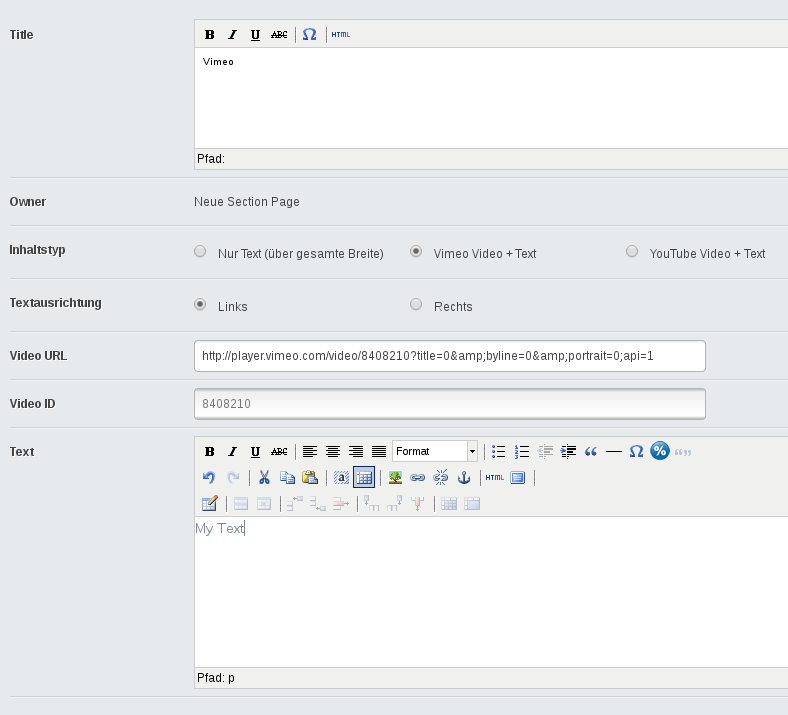 Title
B I U ABC Ω HTML
Vimeo
Pfad:
Owner Neue Section Page
Inhaltstyp Nur Text (über gesamte Breite) Vimeo Video + Text YouTube Video + Text
Textausrichtung Links Rechts
Video URL http://player.vimeo.com/video/8408210?title=0&amp;byline=0&amp;portrait=0;api=1
Video ID 8408210
Text B I U ABC Format Ω %
a HTML
My Text
Pfad: p